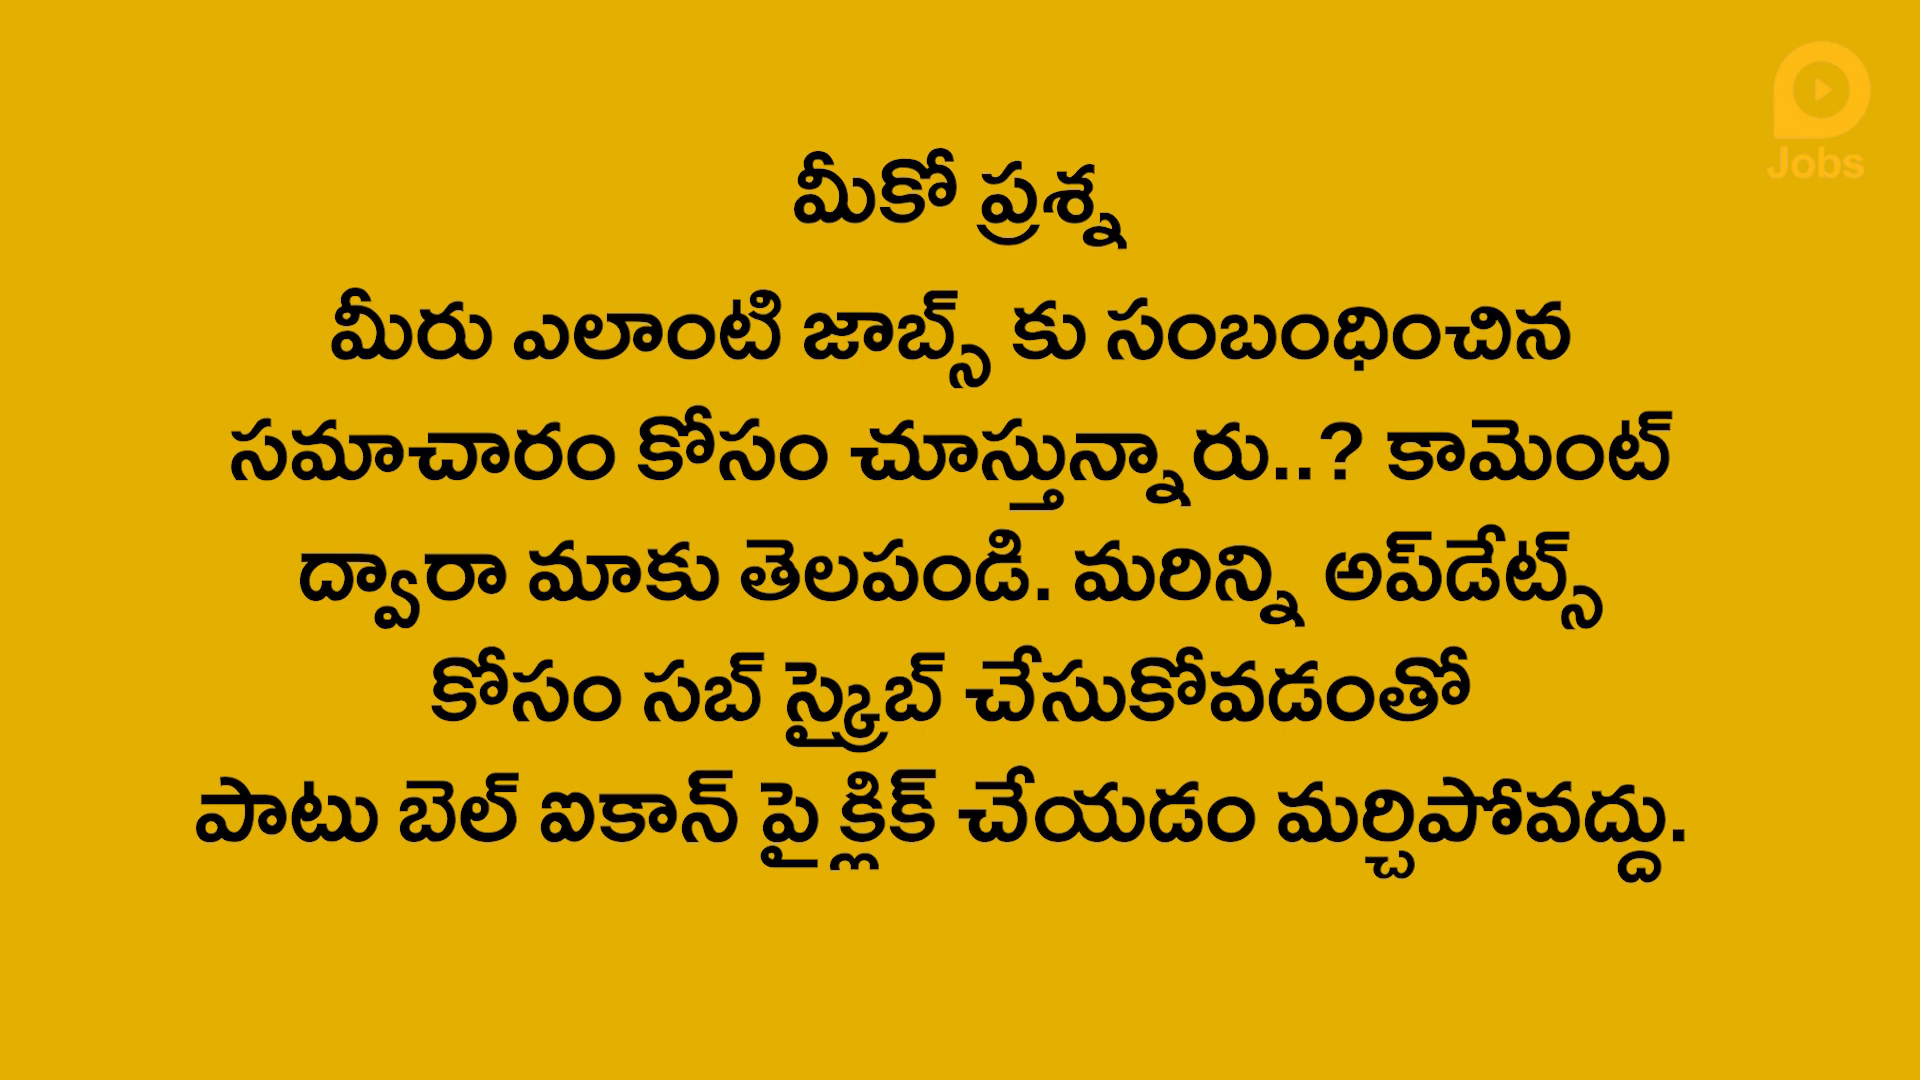 Jobs
మీకో ప్రశ్న
మీరు ఎలాంటి జాబ్స్ కు సంబంధించిన
సమాచారం కోసం చూస్తున్నారు..? కామెంట్
ద్వారా మాకు తెలపండి. మరిన్ని అప్‌డేట్స్
కోసం సబ్ స్క్రైబ్ చేసుకోవడంతో
పాటు బెల్ ఐకాన్ పై క్లిక్ చేయడం మర్చిపోవద్దు.